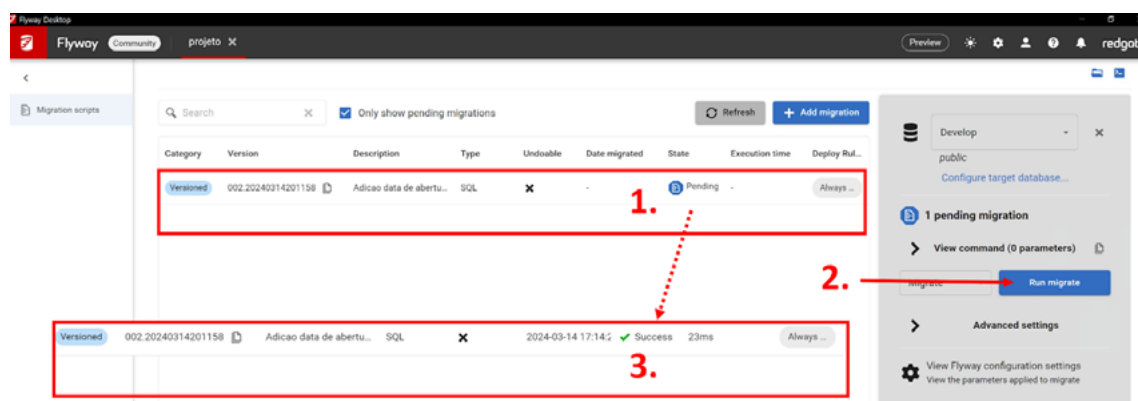 Flyway Desktop
Flyway Community projeto
Preview redgat
Migration scripts
Search Only show pending migrations Refresh + Add migration
Category Version Description Type Undoable Date migrated State Execution time Deploy Rul...
Versioned 002.20240314201158 Adicao data de abertu... SQL - Pending - Always ...
1.
Develop
public
Configure target database...
1 pending migration
View command (0 parameters)
2.
Migrate Run migrate
Advanced settings
Versioned 002.20240314201158 Adicao data de abertu... SQL 2024-03-14 17:14:2 Success 23ms Always ...
3.
View Flyway configuration settings
View the parameters applied to migrate